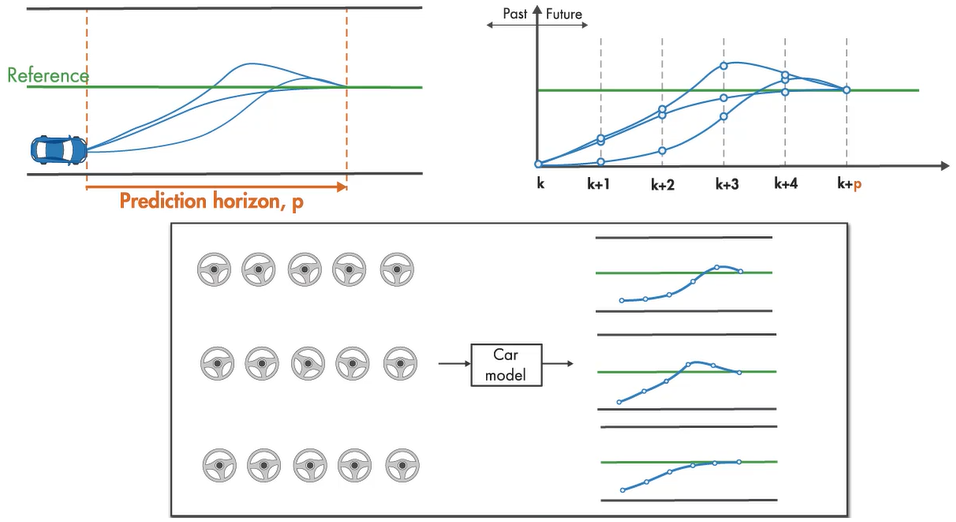 Reference
Prediction horizon, p
Past Future
k k+1 k+2 k+3 k+4 k+p
Car
model